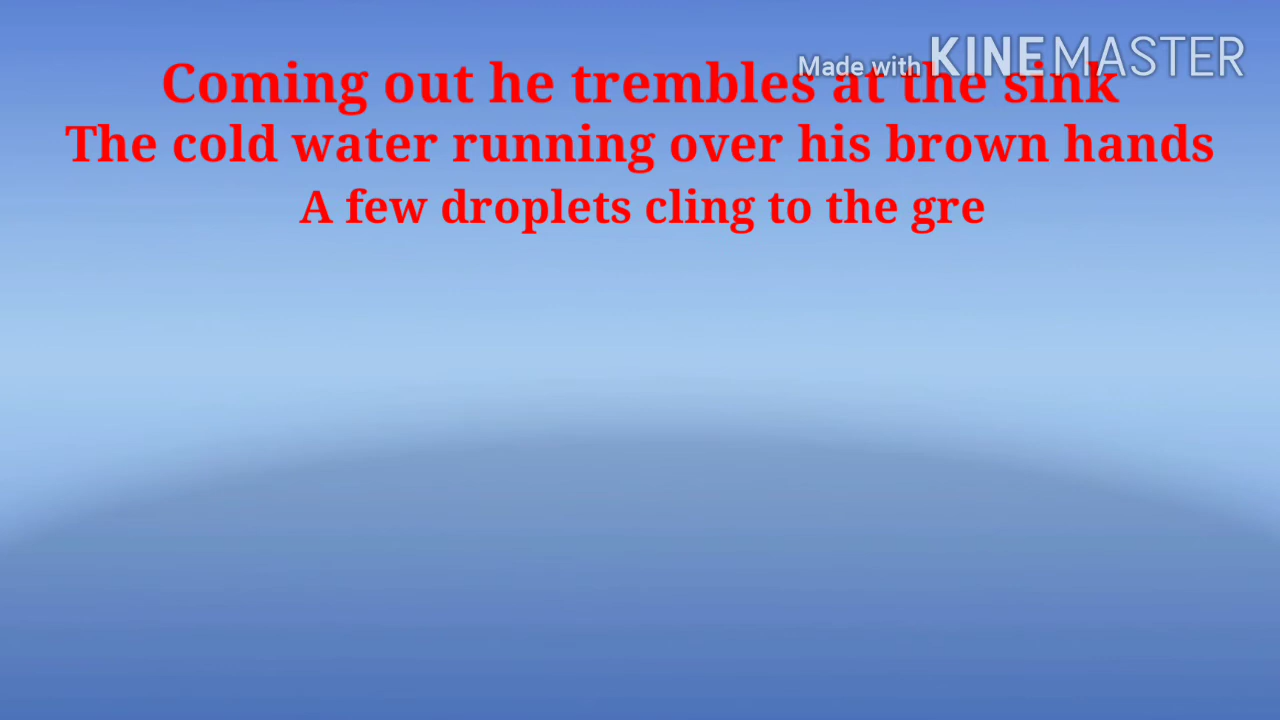 Made with KINEMASTER
Coming out he trembles at the sink
The cold water running over his brown hands
A few droplets cling to the gre